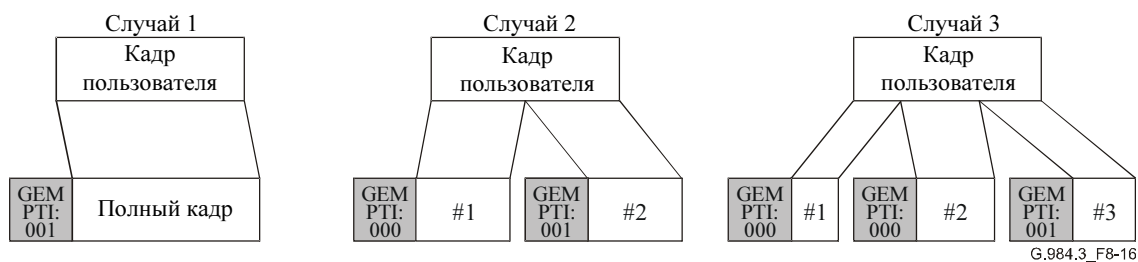 Случай 1
Случай 2
Случай 3
Кадр
пользователя
Кадр
пользователя
Кадр
пользователя
GEM
PTI:
001
Полный кадр
GEM
PTI:
000
#1
GEM
PTI:
001
#2
GEM
PTI:
000
#1
GEM
PTI:
000
#2
GEM
PTI:
001
#3
G.984.3_F8-16